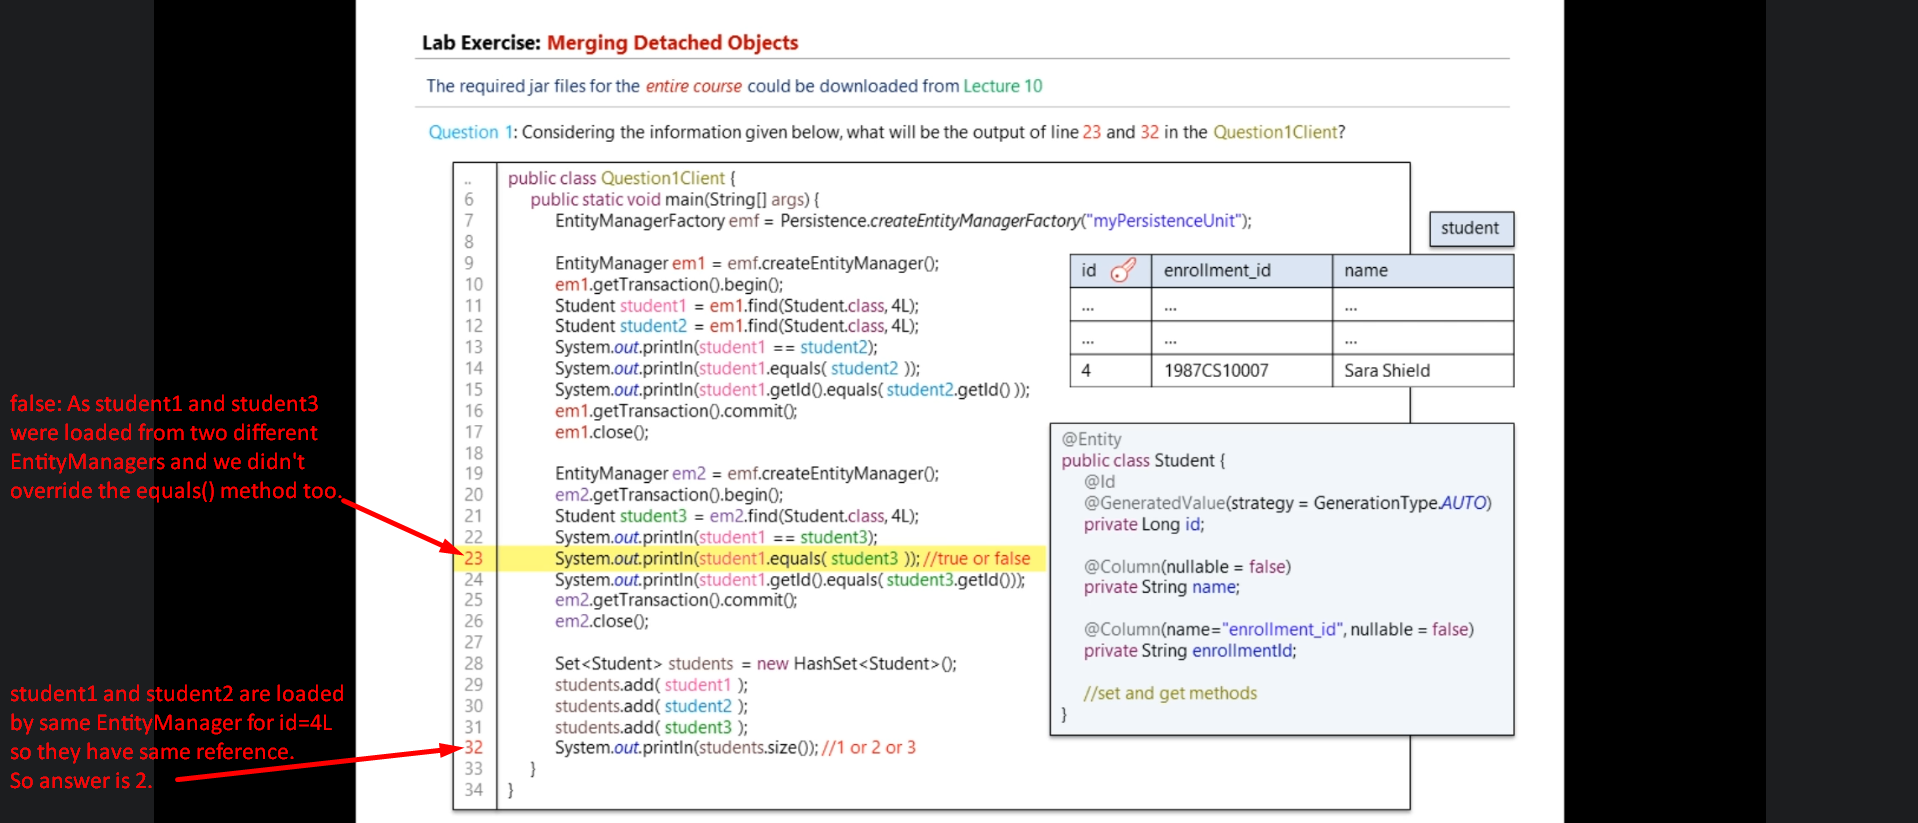 Lab Exercise: Merging Detached Objects
The required jar files for the entire course could be downloaded from Lecture 10
Question 1: Considering the information given below, what will be the output of line 23 and 32 in the Question1Client?
.. public class Question1Client {
6 public static void main(String[] args) {
7 EntityManagerFactory emf = Persistence.createEntityManagerFactory("myPersistenceUnit");
8
9 EntityManager em1 = emf.createEntityManager();
10 em1.getTransaction().begin();
11 Student student1 = em1.find(Student.class, 4L);
12 Student student2 = em1.find(Student.class, 4L);
13 System.out.println(student1 == student2);
14 System.out.println(student1.equals( student2 ));
15 System.out.println(student1.getId().equals( student2.getId() ));
16 em1.getTransaction().commit();
17 em1.close();
18
19 EntityManager em2 = emf.createEntityManager();
20 em2.getTransaction().begin();
21 Student student3 = em2.find(Student.class, 4L);
22 System.out.println(student1 == student3);
23 System.out.println(student1.equals( student3 )); //true or false
24 System.out.println(student1.getId().equals( student3.getId()));
25 em2.getTransaction().commit();
26 em2.close();
27
28 Set<Student> students = new HashSet<Student>();
29 students.add( student1 );
30 students.add( student2 );
31 students.add( student3 );
32 System.out.println(students.size()); //1 or 2 or 3
33 }
34 }
student
id enrollment_id name
... ... ...
... ... ...
4 1987CS10007 Sara Shield
@Entity
public class Student {
@Id
@GeneratedValue(strategy = GenerationType.AUTO)
private Long id;
@Column(nullable = false)
private String name;
@Column(name="enrollment_id", nullable = false)
private String enrollmentId;
//set and get methods
}
false: As student1 and student3
were loaded from two different
EntityManagers and we didn't
override the equals() method too.
student1 and student2 are loaded
by same EntityManager for id=4L
so they have same reference.
So answer is 2.